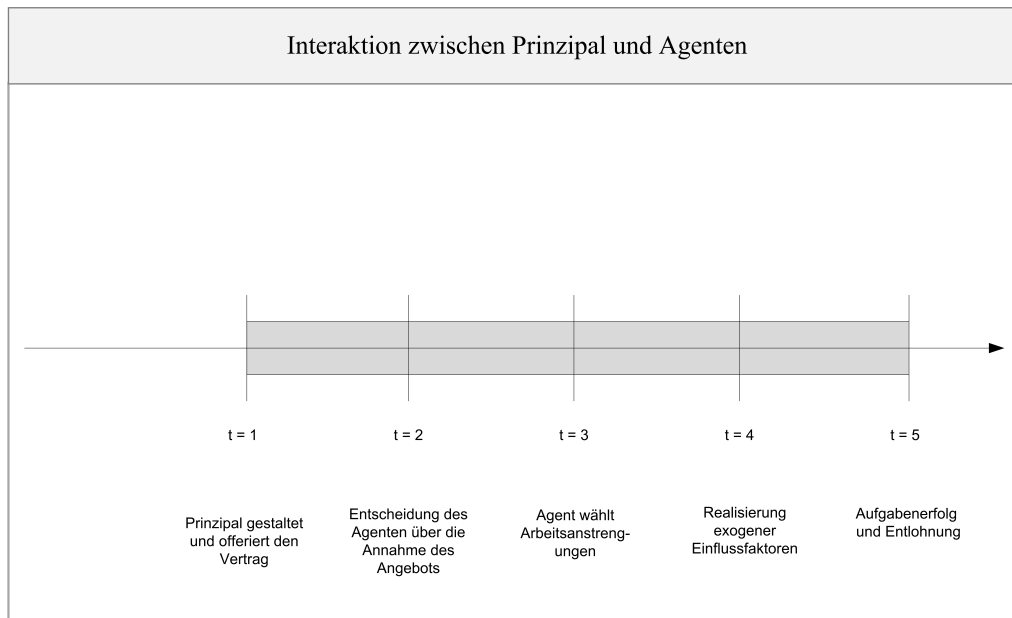 Interaktion zwischen Prinzipal und Agenten
t = 1
t = 2
t = 3
t = 4
t = 5
Prinzipal gestaltet
und offeriert den
Vertrag
Entscheidung des
Agenten über die
Annahme des
Angebots
Agent wählt
Arbeitsanstreng-
ungen
Realisierung
exogener
Einflussfaktoren
Aufgabenerfolg
und Entlohnung